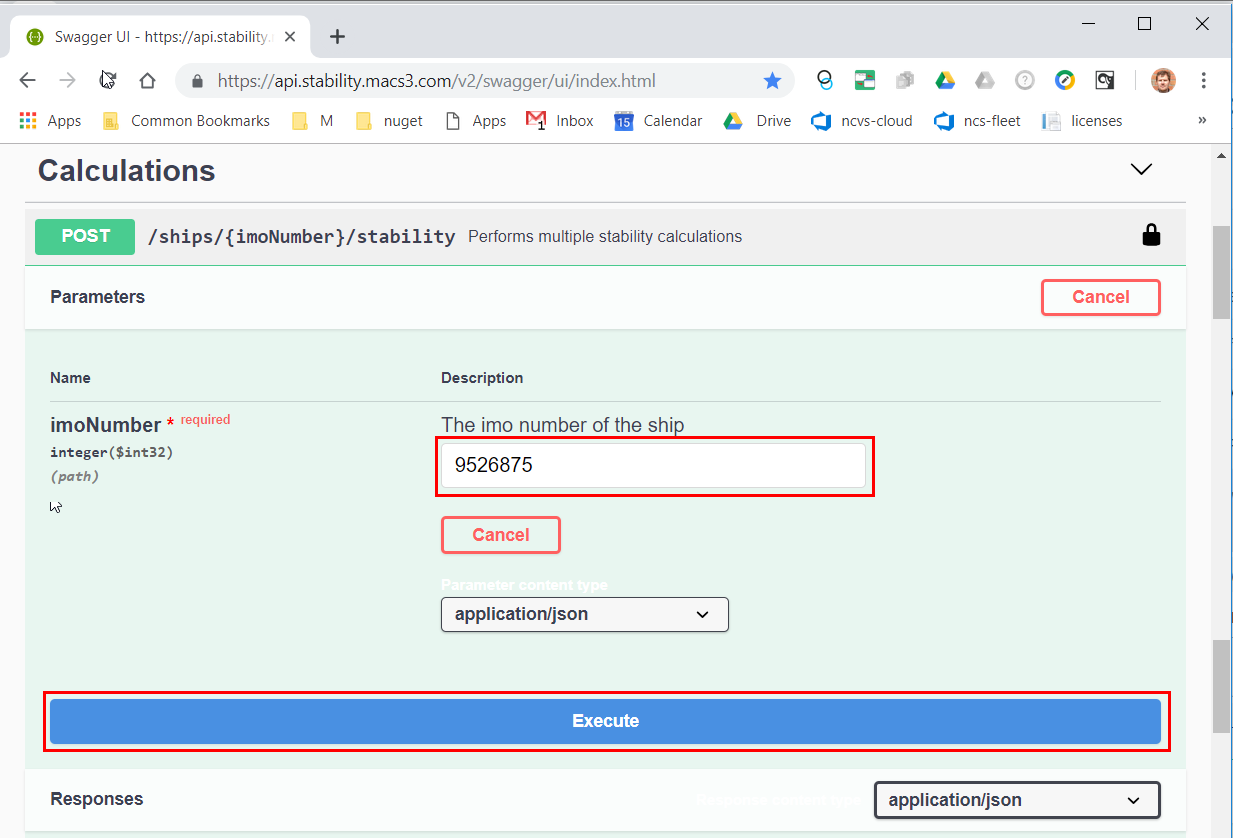 Swagger UI - https://api.stability.
https://api.stability.macs3.com/v2/swagger/ui/index.html
Apps Common Bookmarks M nuget Apps 1 Inbox 15 Calendar Drive ncvs-cloud ncs-fleet licenses »
Calculations
POST /ships/{imoNumber}/stability Performs multiple stability calculations
Parameters Cancel
Name Description
imoNumber * required The imo number of the ship
integer($int32)
9526875
(path)
Cancel
Parameter content type
application/json
Execute
Responses Response content type application/json